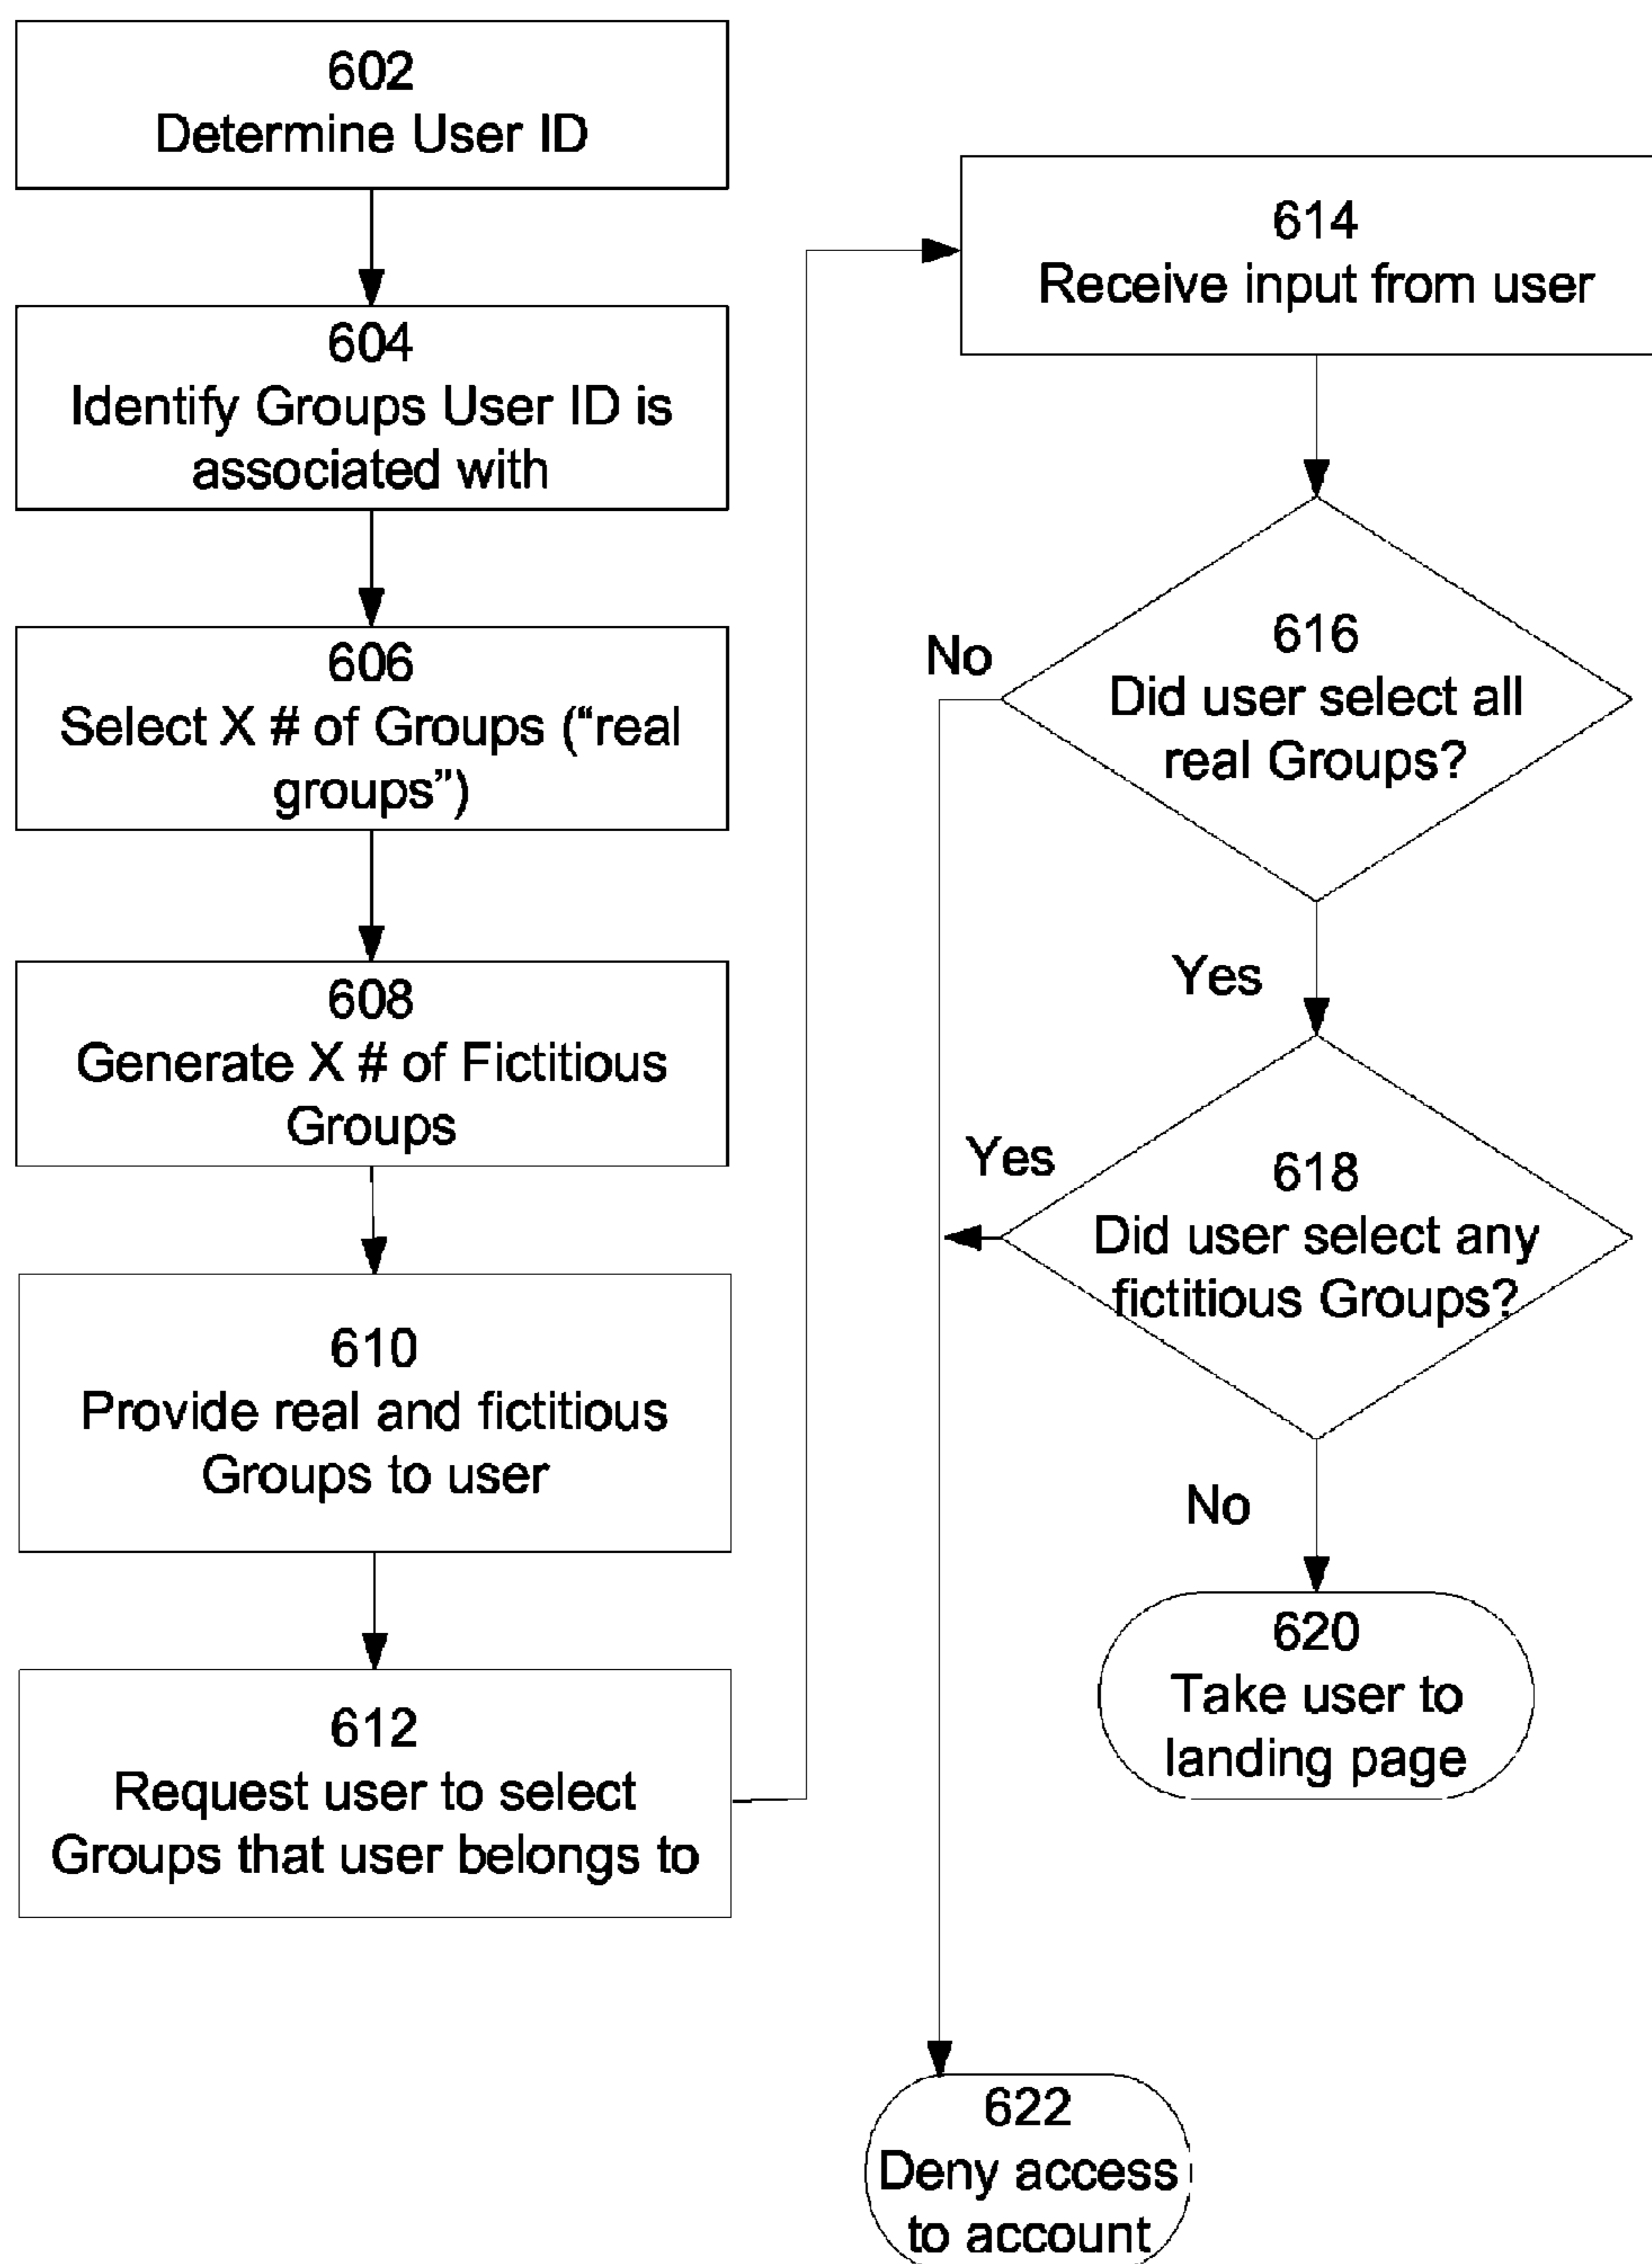 602
Determine User ID
604
Identify Groups User ID is
associated with
606
Select X # of Groups (“real
groups”)
608
Generate X # of Fictitious
Groups
610
Provide real and fictitious
Groups to user
612
Request user to select
Groups that user belongs to
614
Receive input from user
No
616
Did user select all
real Groups?
Yes
Yes
618
Did user select any
fictitious Groups?
No
620
Take user to
landing page
622
Deny access
to account